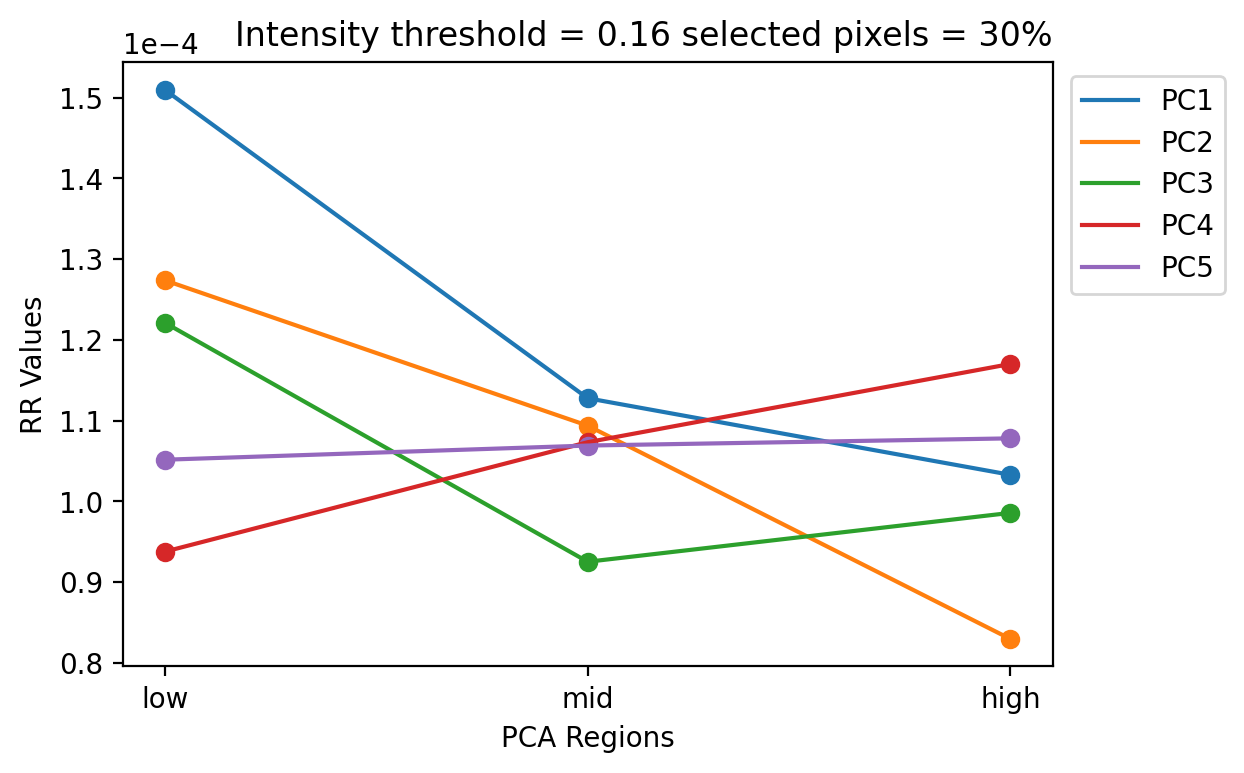 Intensity threshold = 0.16 selected pixels = 30%
1e−4
1.5
1.4
1.3
1.2
1.1
1.0
0.9
0.8
RR Values
low mid high
PCA Regions
PC1
PC2
PC3
PC4
PC5